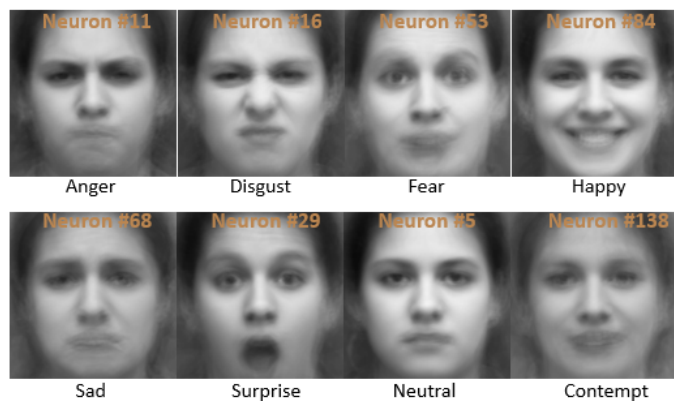 Neuron #11 Neuron #16 Neuron #53 Neuron #84
Anger Disgust Fear Happy
Neuron #68 Neuron #29 Neuron #5 Neuron #138
Sad Surprise Neutral Contempt